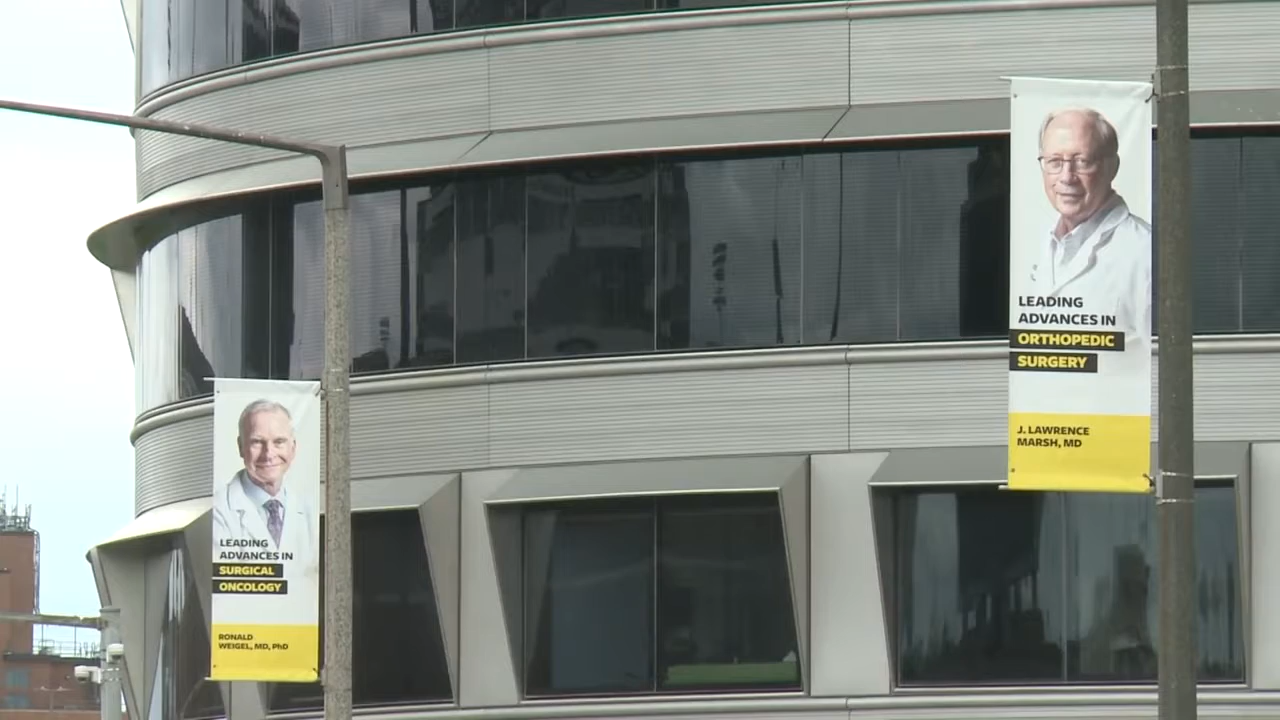 LEADING
ADVANCES IN
SURGICAL
ONCOLOGY
RONALD
WEIGEL, MD, PhD
LEADING
ADVANCES IN
ORTHOPEDIC
SURGERY
J. LAWRENCE
MARSH, MD